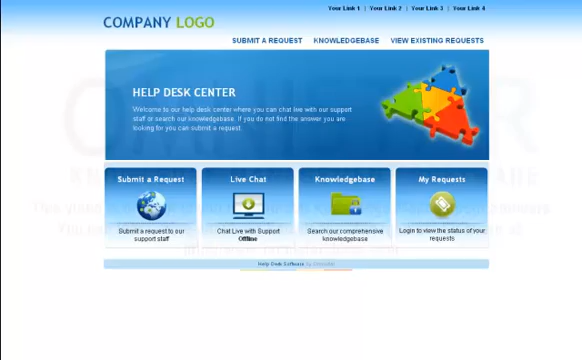 Your Link 1 | Your Link 2 | Your Link 3 | Your Link 4
COMPANY LOGO
SUBMIT A REQUEST KNOWLEDGEBASE VIEW EXISTING REQUESTS
HELP DESK CENTER
Welcome to our help desk center where you can chat live with our support
staff or search our knowledgebase. If you do not find the answer you are
looking for you can submit a request.
Submit a Request
Submit a request to our
support staff
Live Chat
Chat Live with Support
Offline
Knowledgebase
Search our comprehensive
knowledgebase
My Requests
Login to view the status of your
requests
Help Desk Software by